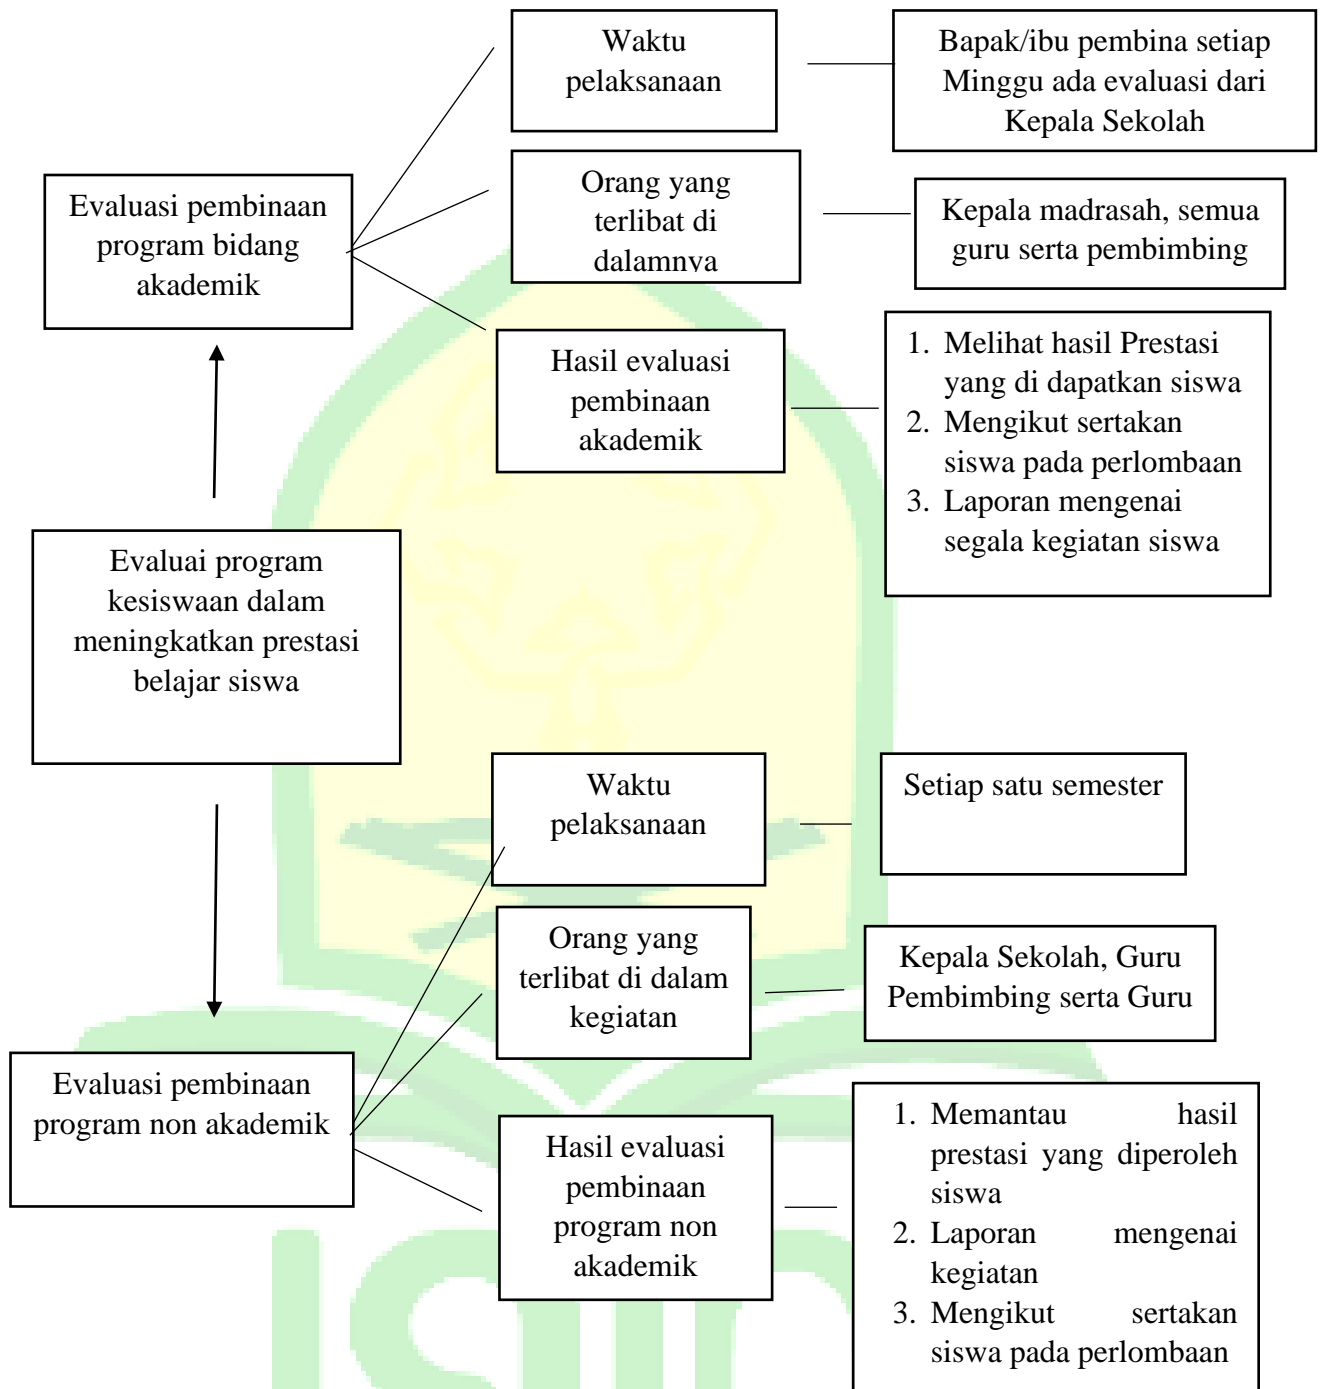 Waktu
pelaksanaan
Bapak/ibu pembina setiap
Minggu ada evaluasi dari
Kepala Sekolah
Evaluasi pembinaan
program bidang
akademik
Orang yang
terlibat di
dalamnya
Kepala madrasah, semua
guru serta pembimbing
Hasil evaluasi
pembinaan
akademik
1. Melihat hasil Prestasi
yang di dapatkan siswa
2. Mengikut sertakan
siswa pada perlombaan
3. Laporan mengenai
segala kegiatan siswa
Evaluai program
kesiswaan dalam
meningkatkan prestasi
belajar siswa
Waktu
pelaksanaan
Setiap satu semester
Orang yang
terlibat di dalam
kegiatan
Kepala Sekolah, Guru
Pembimbing serta Guru
Evaluasi pembinaan
program non akademik
Hasil evaluasi
pembinaan
program non
akademik
1. Memantau hasil
prestasi yang diperoleh
siswa
2. Laporan mengenai
kegiatan
3. Mengikut sertakan
siswa pada perlombaan